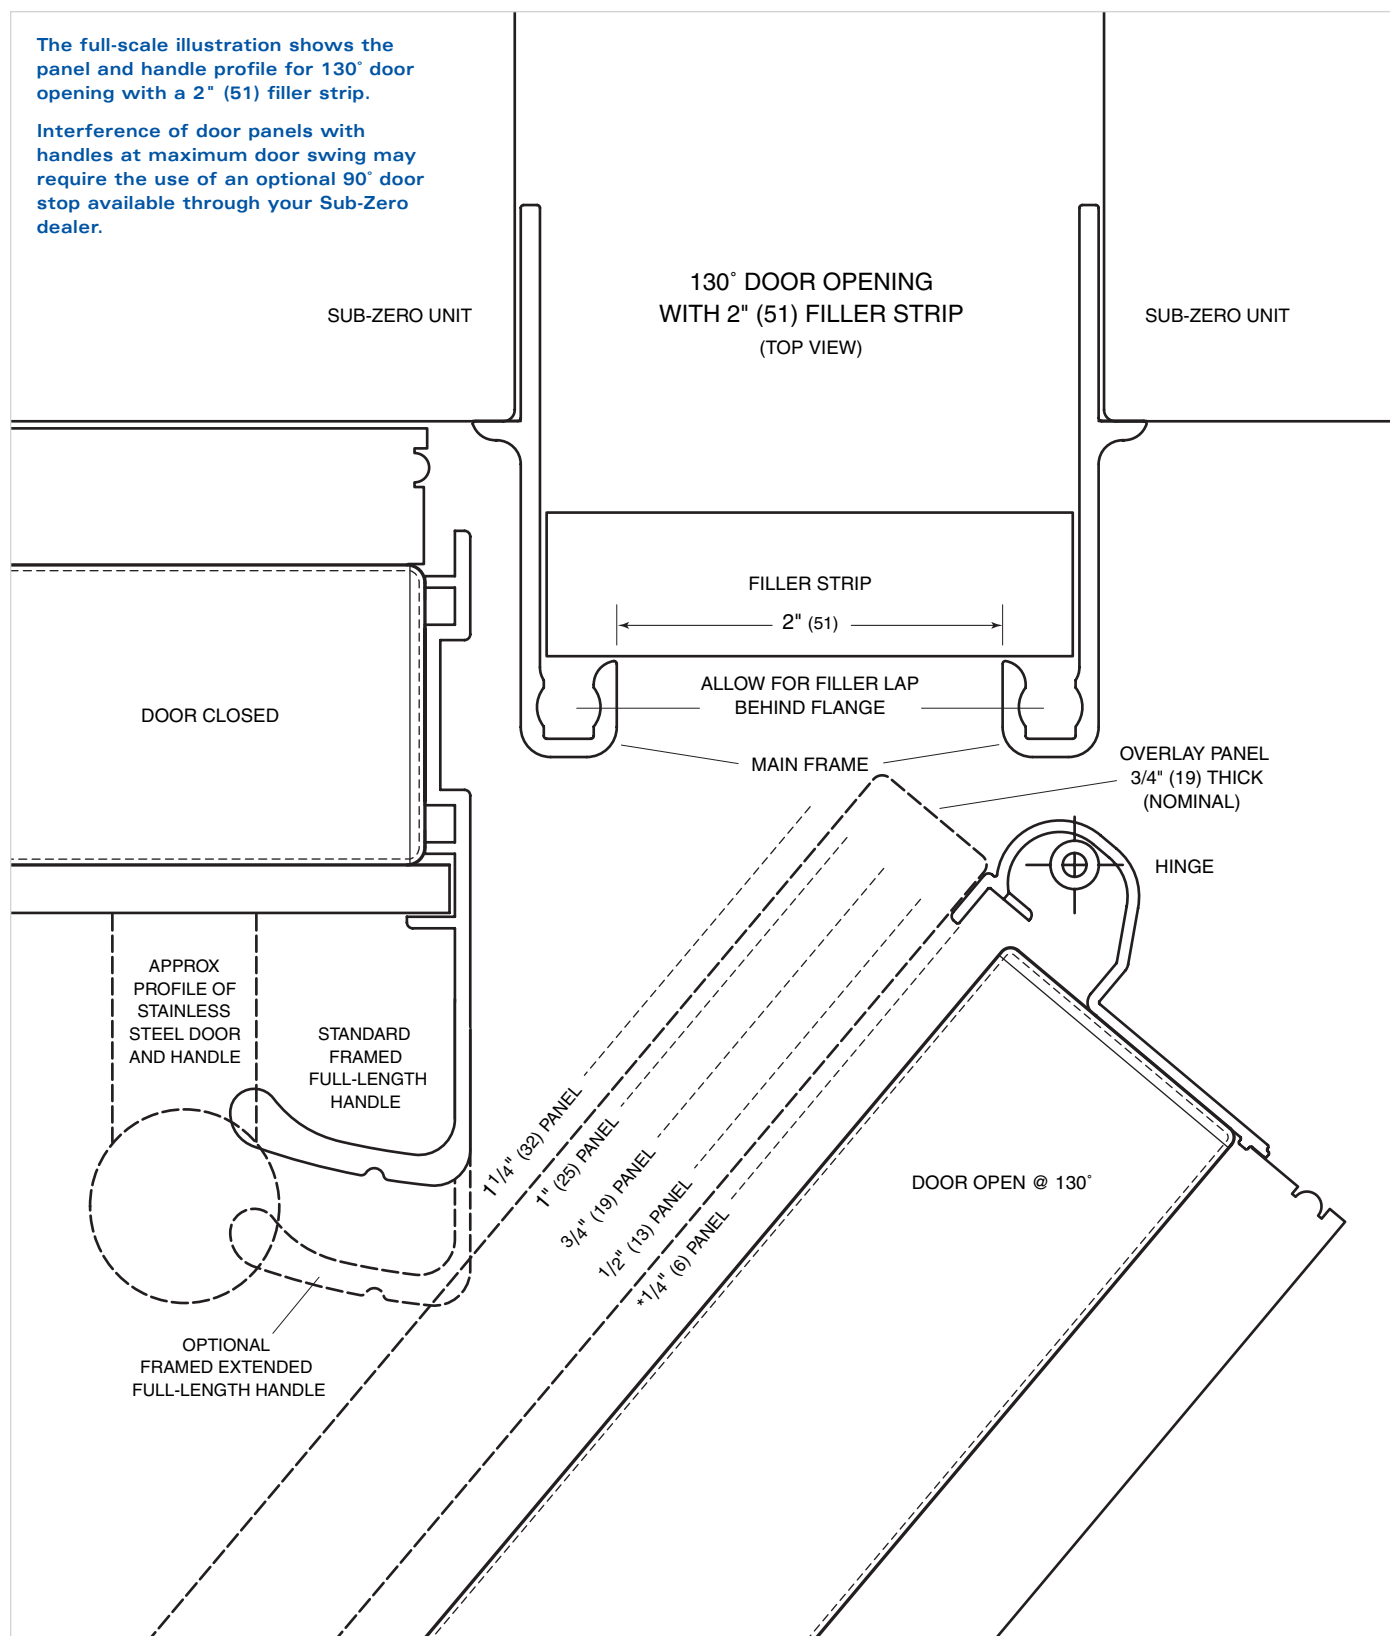 The full-scale illustration shows the
panel and handle profile for 130˚ door
opening with a 2" (51) filler strip.
Interference of door panels with
handles at maximum door swing may
require the use of an optional 90˚ door
stop available through your Sub-Zero
dealer.
SUB-ZERO UNIT
130˚ DOOR OPENING
WITH 2" (51) FILLER STRIP
(TOP VIEW)
SUB-ZERO UNIT
FILLER STRIP
2" (51)
ALLOW FOR FILLER LAP
BEHIND FLANGE
DOOR CLOSED
MAIN FRAME
OVERLAY PANEL
3/4" (19) THICK
(NOMINAL)
HINGE
APPROX
PROFILE OF
STAINLESS
STEEL DOOR
AND HANDLE
STANDARD
FRAMED
FULL-LENGTH
HANDLE
1 1/4" (32) PANEL
1" (25) PANEL
3/4" (19) PANEL
1/2" (13) PANEL
*1/4" (6) PANEL
DOOR OPEN @ 130˚
OPTIONAL
FRAMED EXTENDED
FULL-LENGTH HANDLE